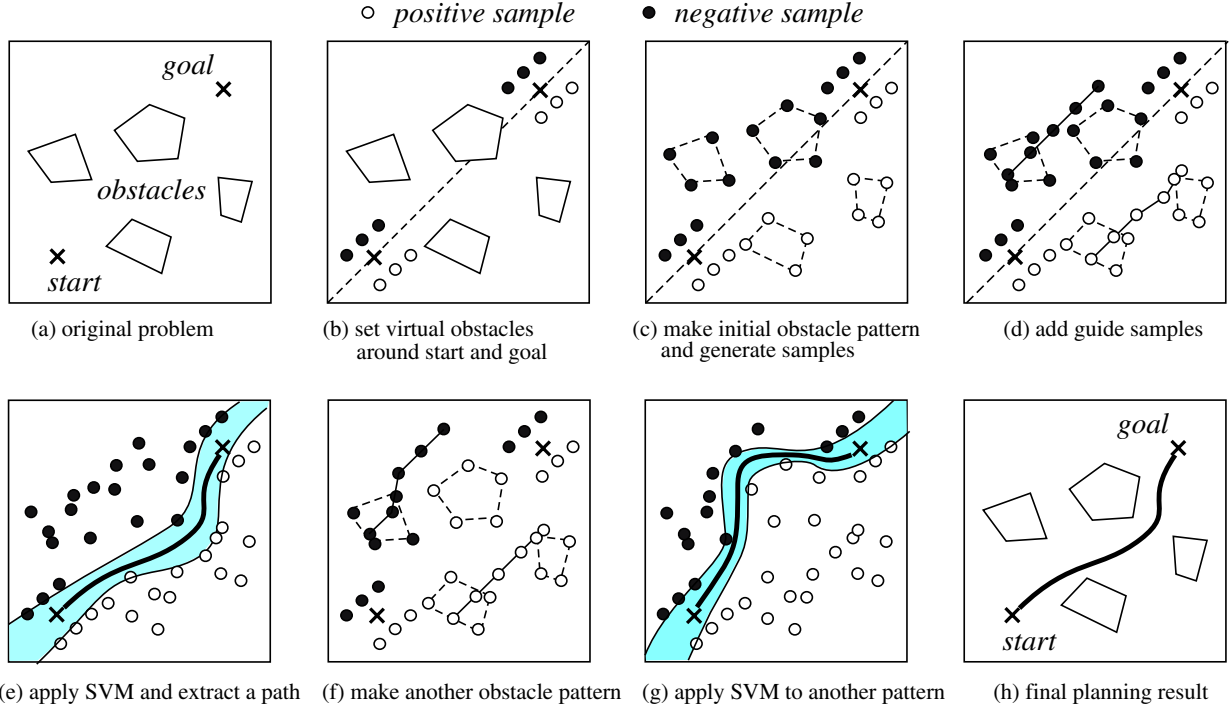 positive sample negative sample
goal
obstacles
start
(a) original problem
(b) set virtual obstacles
around start and goal
(c) make initial obstacle pattern
and generate samples
(d) add guide samples
(e) apply SVM and extract a path
(f) make another obstacle pattern
(g) apply SVM to another pattern
goal
start
(h) final planning result